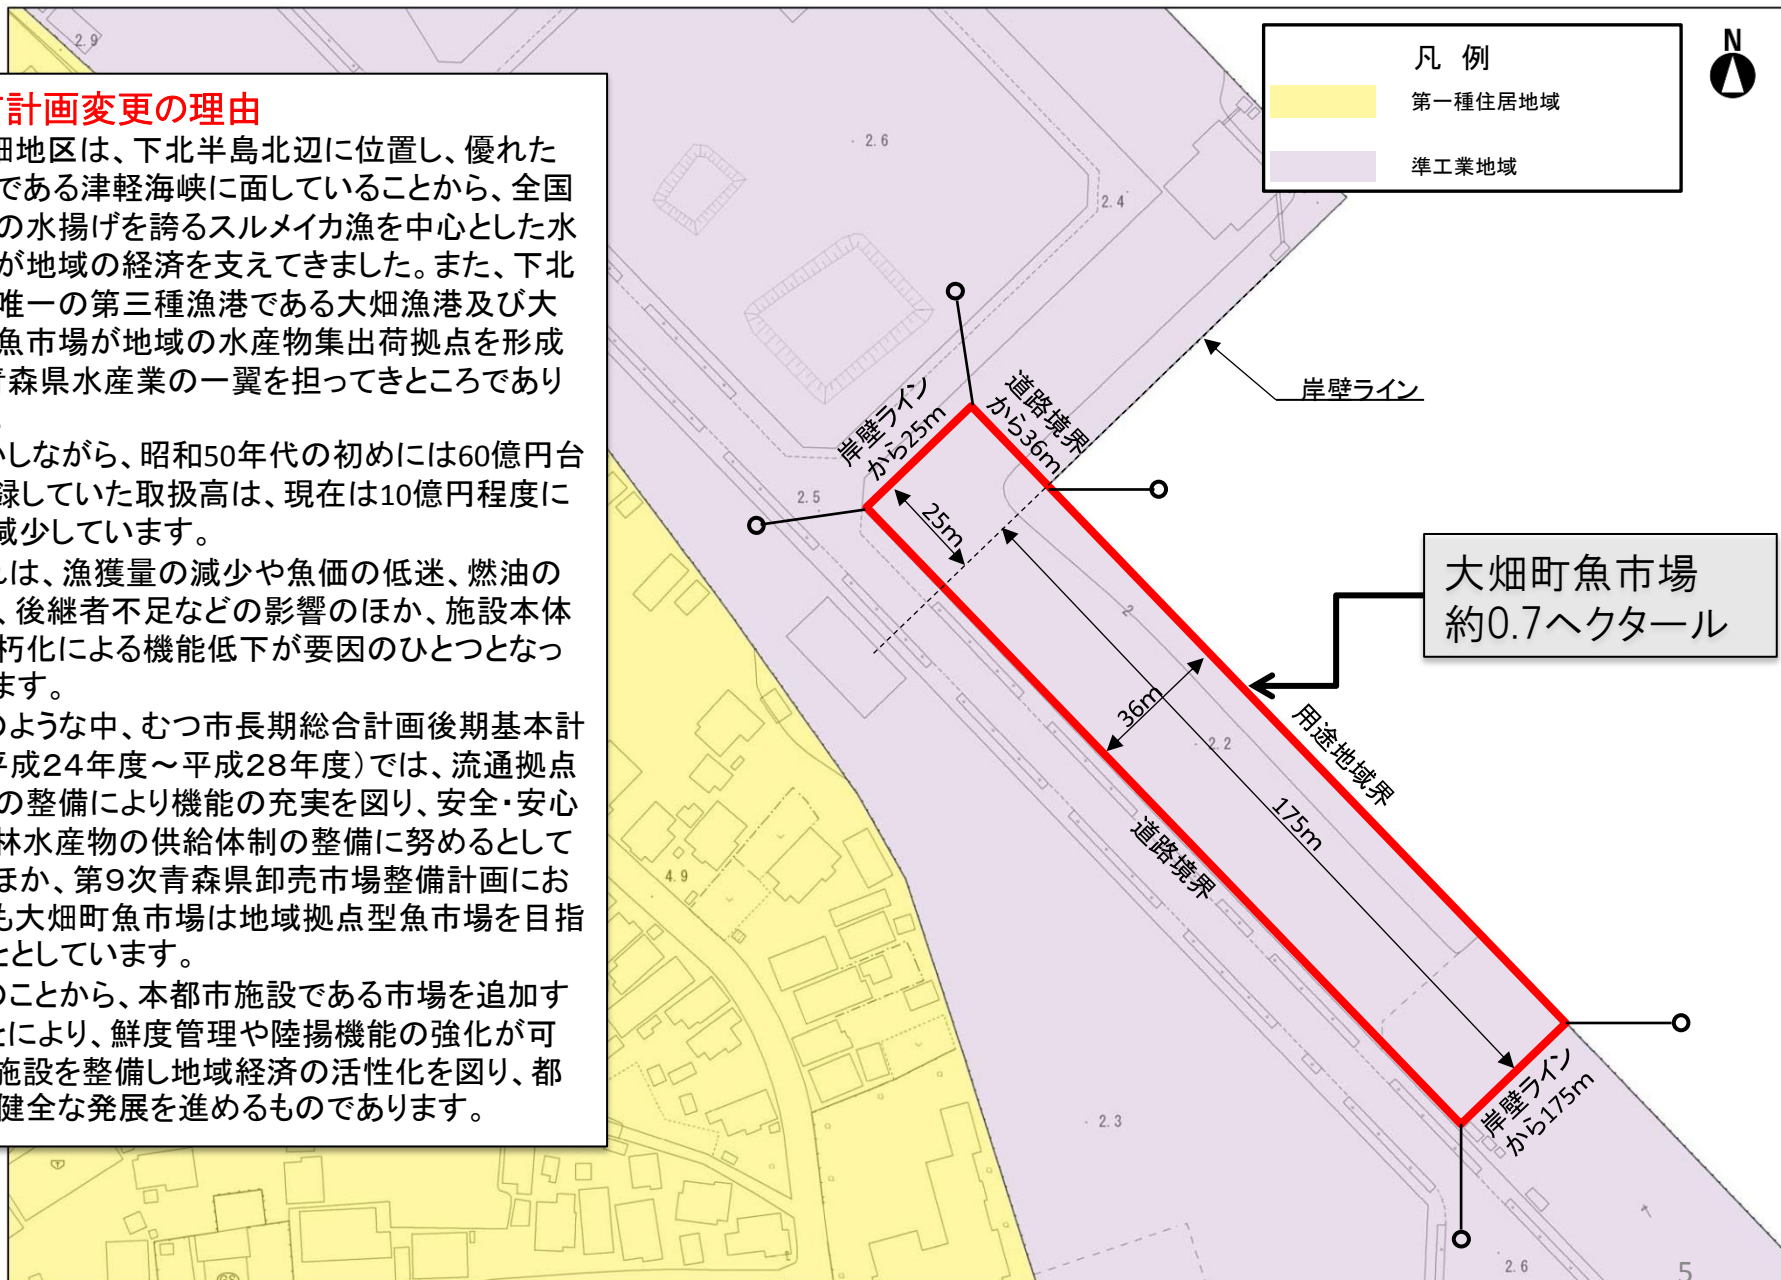 計画変更の理由
地区は、下北半島北辺に位置し、優れた
である津軽海峡に面していることから、全国
の水揚げを誇るスルメイカ漁を中心とした水
が地域の経済を支えてきました。また、下北
唯一の第三種漁港である大畑漁港及び大
魚市場が地域の水産物集出荷拠点を形成
青森県水産業の一翼を担ってきところであり
しながら、昭和50年代の初めには60億円台
録していた取扱高は、現在は10億円程度に
減少しています。
は、漁獲量の減少や魚価の低迷、燃油の
、後継者不足などの影響のほか、施設本体
朽化による機能低下が要因のひとつとなっ
ます。
のような中、むつ市長期総合計画後期基本計
平成24年度～平成28年度)では、流通拠点
の整備により機能の充実を図り、安全・安心
林水産物の供給体制の整備に努めるとして
ほか、第9次青森県卸売市場整備計画にお
も大畑町魚市場は地域拠点型魚市場を目指
ととしています。
のことから、本都市施設である市場を追加す
とにより、鮮度管理や陸揚機能の強化が可
施設を整備し地域経済の活性化を図り、都
健全な発展を進めるものであります。
凡 例
第一種住居地域
準工業地域
N
岸壁ライン
岸壁ライン
から25m
道路境界
から36m
25m
36m
175m
大畑町魚市場
約0.7ヘクタール
用途地域界
道路境界
岸壁ライン
から175m
2.9
2.6
2.4
2.5
2
2.2
4.9
2.3
2.6
5